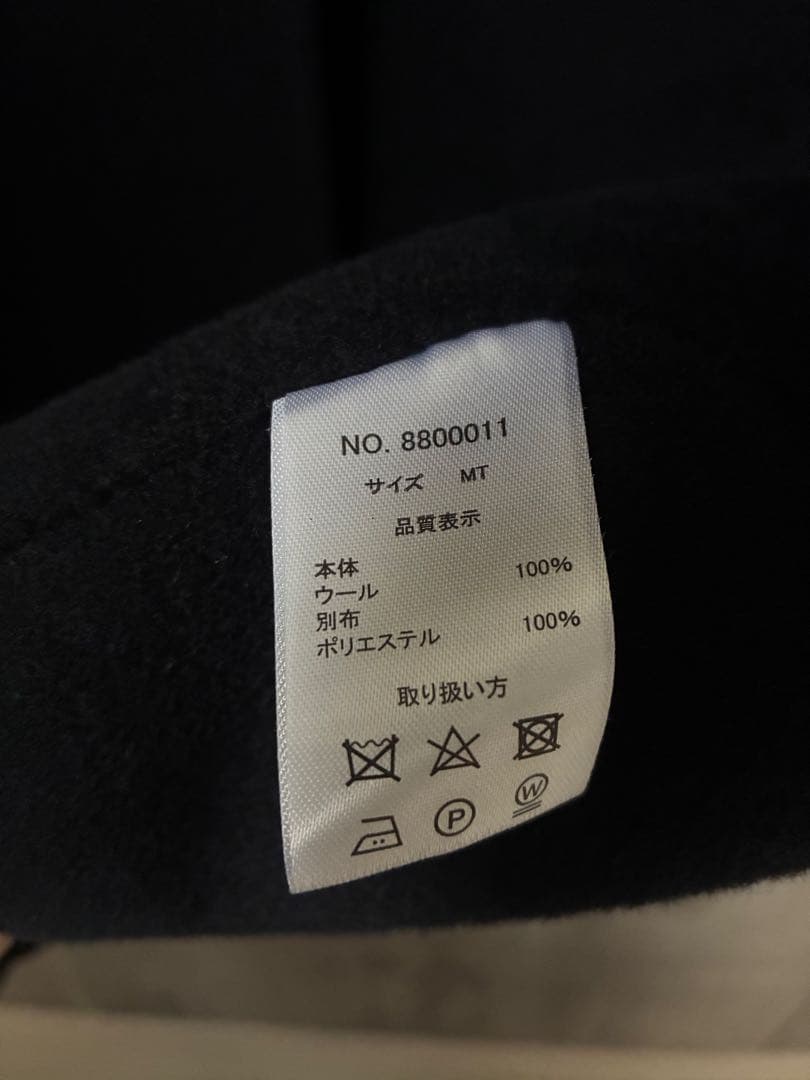 NO. 8800011
サイズ MT
品質表示
本体
ウール 100%
別布
ポリエステル 100%
取り扱い方
P W